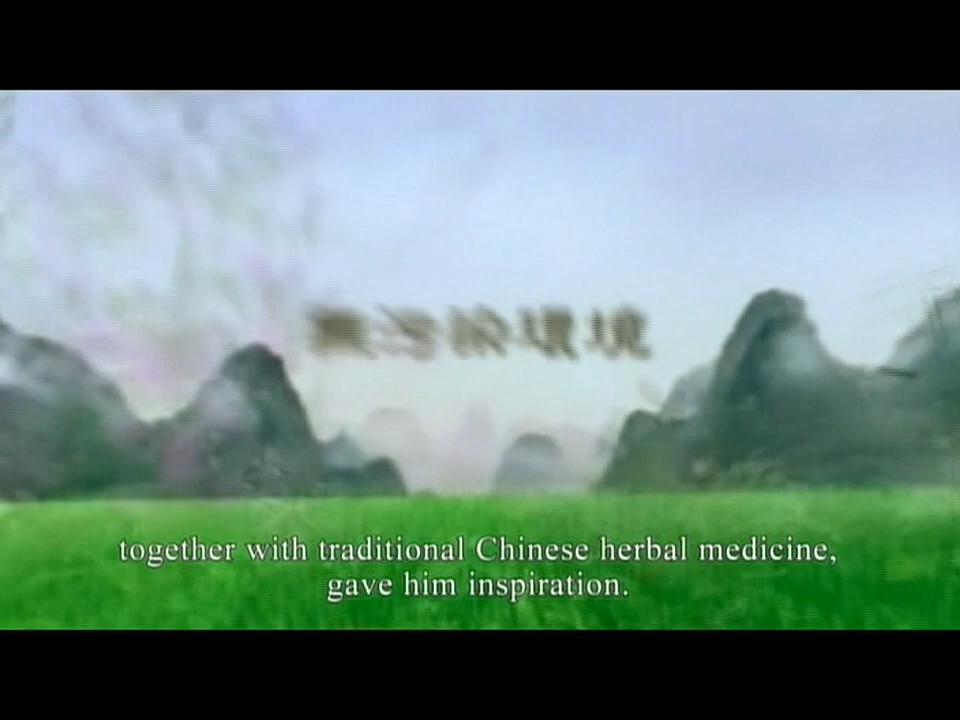 together with traditional Chinese herbal medicine,
gave him inspiration.